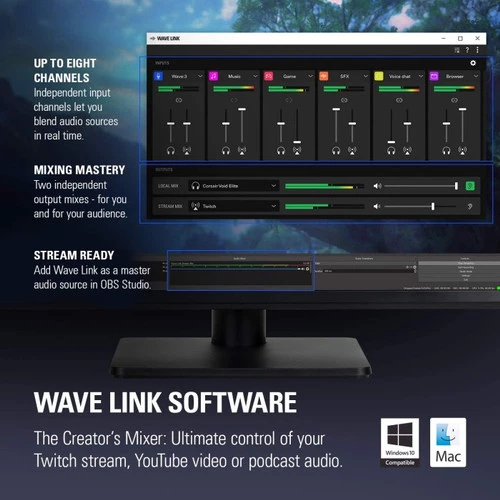 WAVE LINK
UP TO EIGHT
CHANNELS
Independent input
channels let you
blend audio sources
in real time.
INPUTS
Wave:3
Music
Game
SFX
Voice chat
Browser
MIXING MASTERY
Two independent
output mixes - for you
and for your audience.
OUTPUTS
LOCAL MIX
Corsair Void Elite
STREAM MIX
Twitch
STREAM READY
Add Wave Link as a master
audio source in OBS Studio.
WAVE LINK SOFTWARE
The Creator's Mixer: Ultimate control of your
Twitch stream, YouTube video or podcast audio.
Windows 10
Compatible
Mac